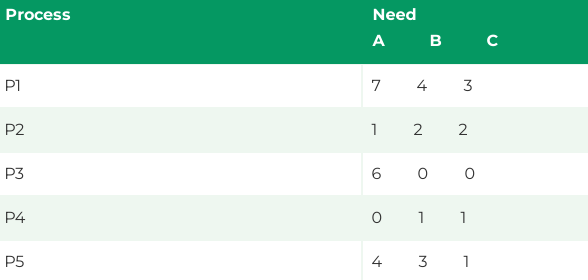 Process Need
A B C
P1 7 4 3
P2 1 2 2
P3 6 0 0
P4 0 1 1
P5 4 3 1